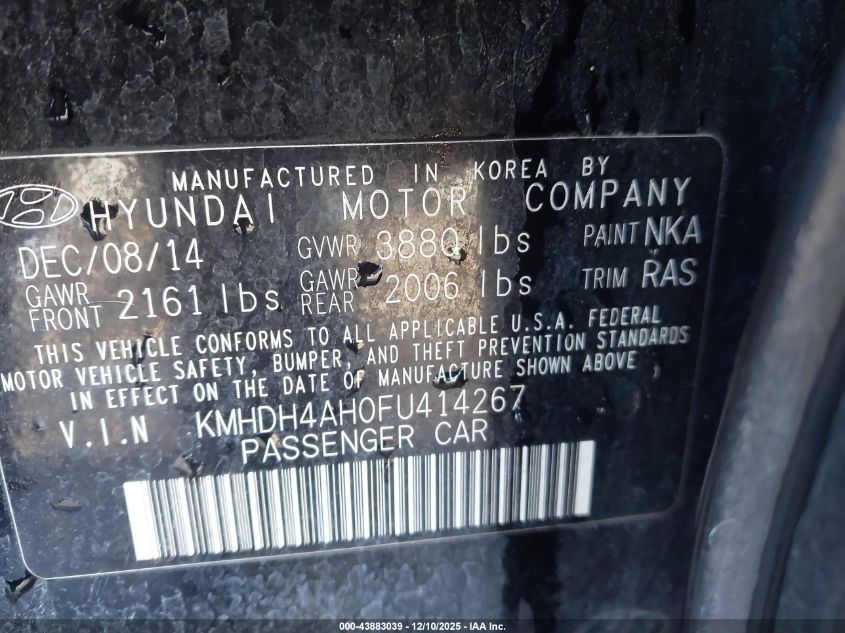 MANUFACTURED IN KOREA BY
HYUNDAI MOTOR COMPANY
DEC/08/14 GVWR 3880 lbs PAINT NKA
GAWR FRONT 2161 lbs GAWR REAR 2006 lbs TRIM RAS
THIS VEHICLE CONFORMS TO ALL APPLICABLE U.S.A. FEDERAL
MOTOR VEHICLE SAFETY, BUMPER, AND THEFT PREVENTION STANDARDS
IN EFFECT ON THE DATE OF MANUFACTURE SHOWN ABOVE
V.I.N KMHDH4AH0FU414267
PASSENGER CAR
000-43883039 - 12/10/2025 - IAA Inc.